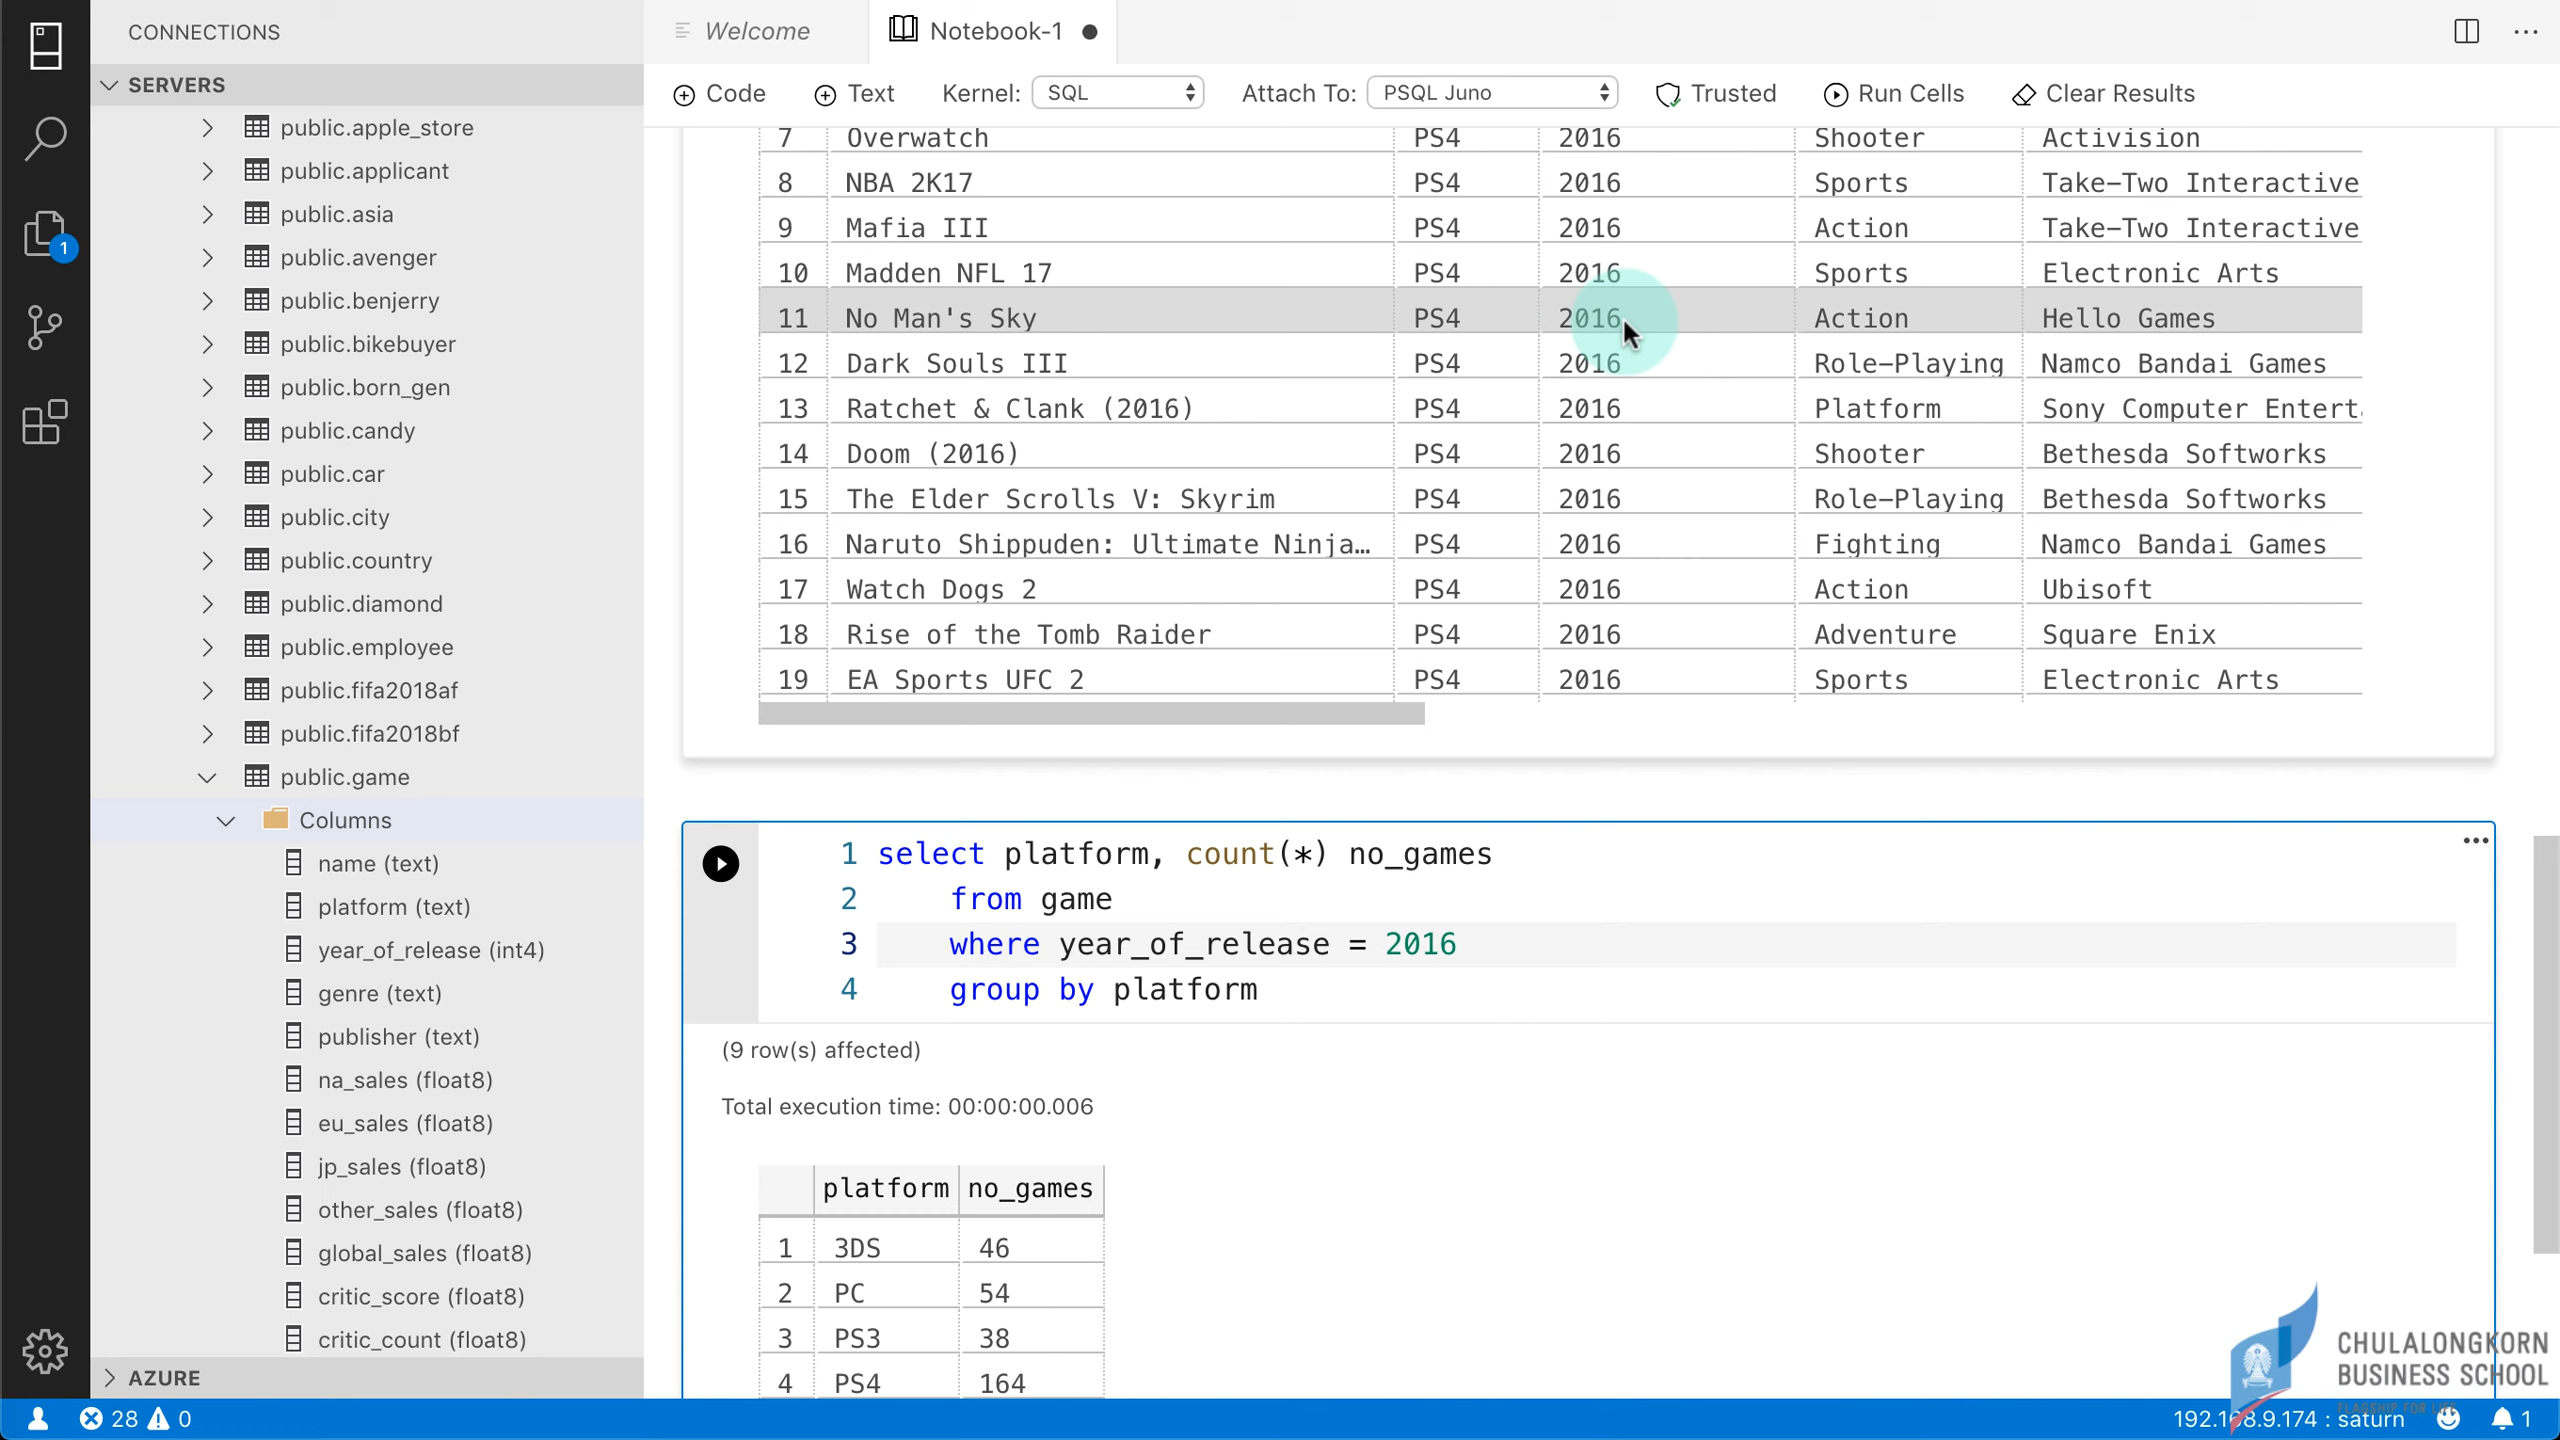 CONNECTIONS
SERVERS
public.apple_store
public.applicant
public.asia
public.avenger
public.benjerry
public.bikebuyer
public.born_gen
public.candy
public.car
public.city
public.country
public.diamond
public.employee
public.fifa2018af
public.fifa2018bf
public.game
Columns
name (text)
platform (text)
year_of_release (int4)
genre (text)
publisher (text)
na_sales (float8)
eu_sales (float8)
jp_sales (float8)
other_sales (float8)
global_sales (float8)
critic_score (float8)
critic_count (float8)
AZURE
1
Welcome Notebook-1
Code Text Kernel: SQL Attach To: PSQL Juno Trusted Run Cells Clear Results
7 Overwatch PS4 2016 Shooter Activision
8 NBA 2K17 PS4 2016 Sports Take-Two Interactive
9 Mafia III PS4 2016 Action Take-Two Interactive
10 Madden NFL 17 PS4 2016 Sports Electronic Arts
11 No Man's Sky PS4 2016 Action Hello Games
12 Dark Souls III PS4 2016 Role-Playing Namco Bandai Games
13 Ratchet & Clank (2016) PS4 2016 Platform Sony Computer Entert
14 Doom (2016) PS4 2016 Shooter Bethesda Softworks
15 The Elder Scrolls V: Skyrim PS4 2016 Role-Playing Bethesda Softworks
16 Naruto Shippuden: Ultimate Ninja… PS4 2016 Fighting Namco Bandai Games
17 Watch Dogs 2 PS4 2016 Action Ubisoft
18 Rise of the Tomb Raider PS4 2016 Adventure Square Enix
19 EA Sports UFC 2 PS4 2016 Sports Electronic Arts
1 select platform, count(*) no_games
2 from game
3 where year_of_release = 2016
4 group by platform
(9 row(s) affected)
Total execution time: 00:00:00.006
platform no_games
1 3DS 46
2 PC 54
3 PS3 38
4 PS4 164
CHULALONGKORN
BUSINESS SCHOOL
FLAGSHIP FOR LIFE
28 0 192.168.9.174 : saturn 1